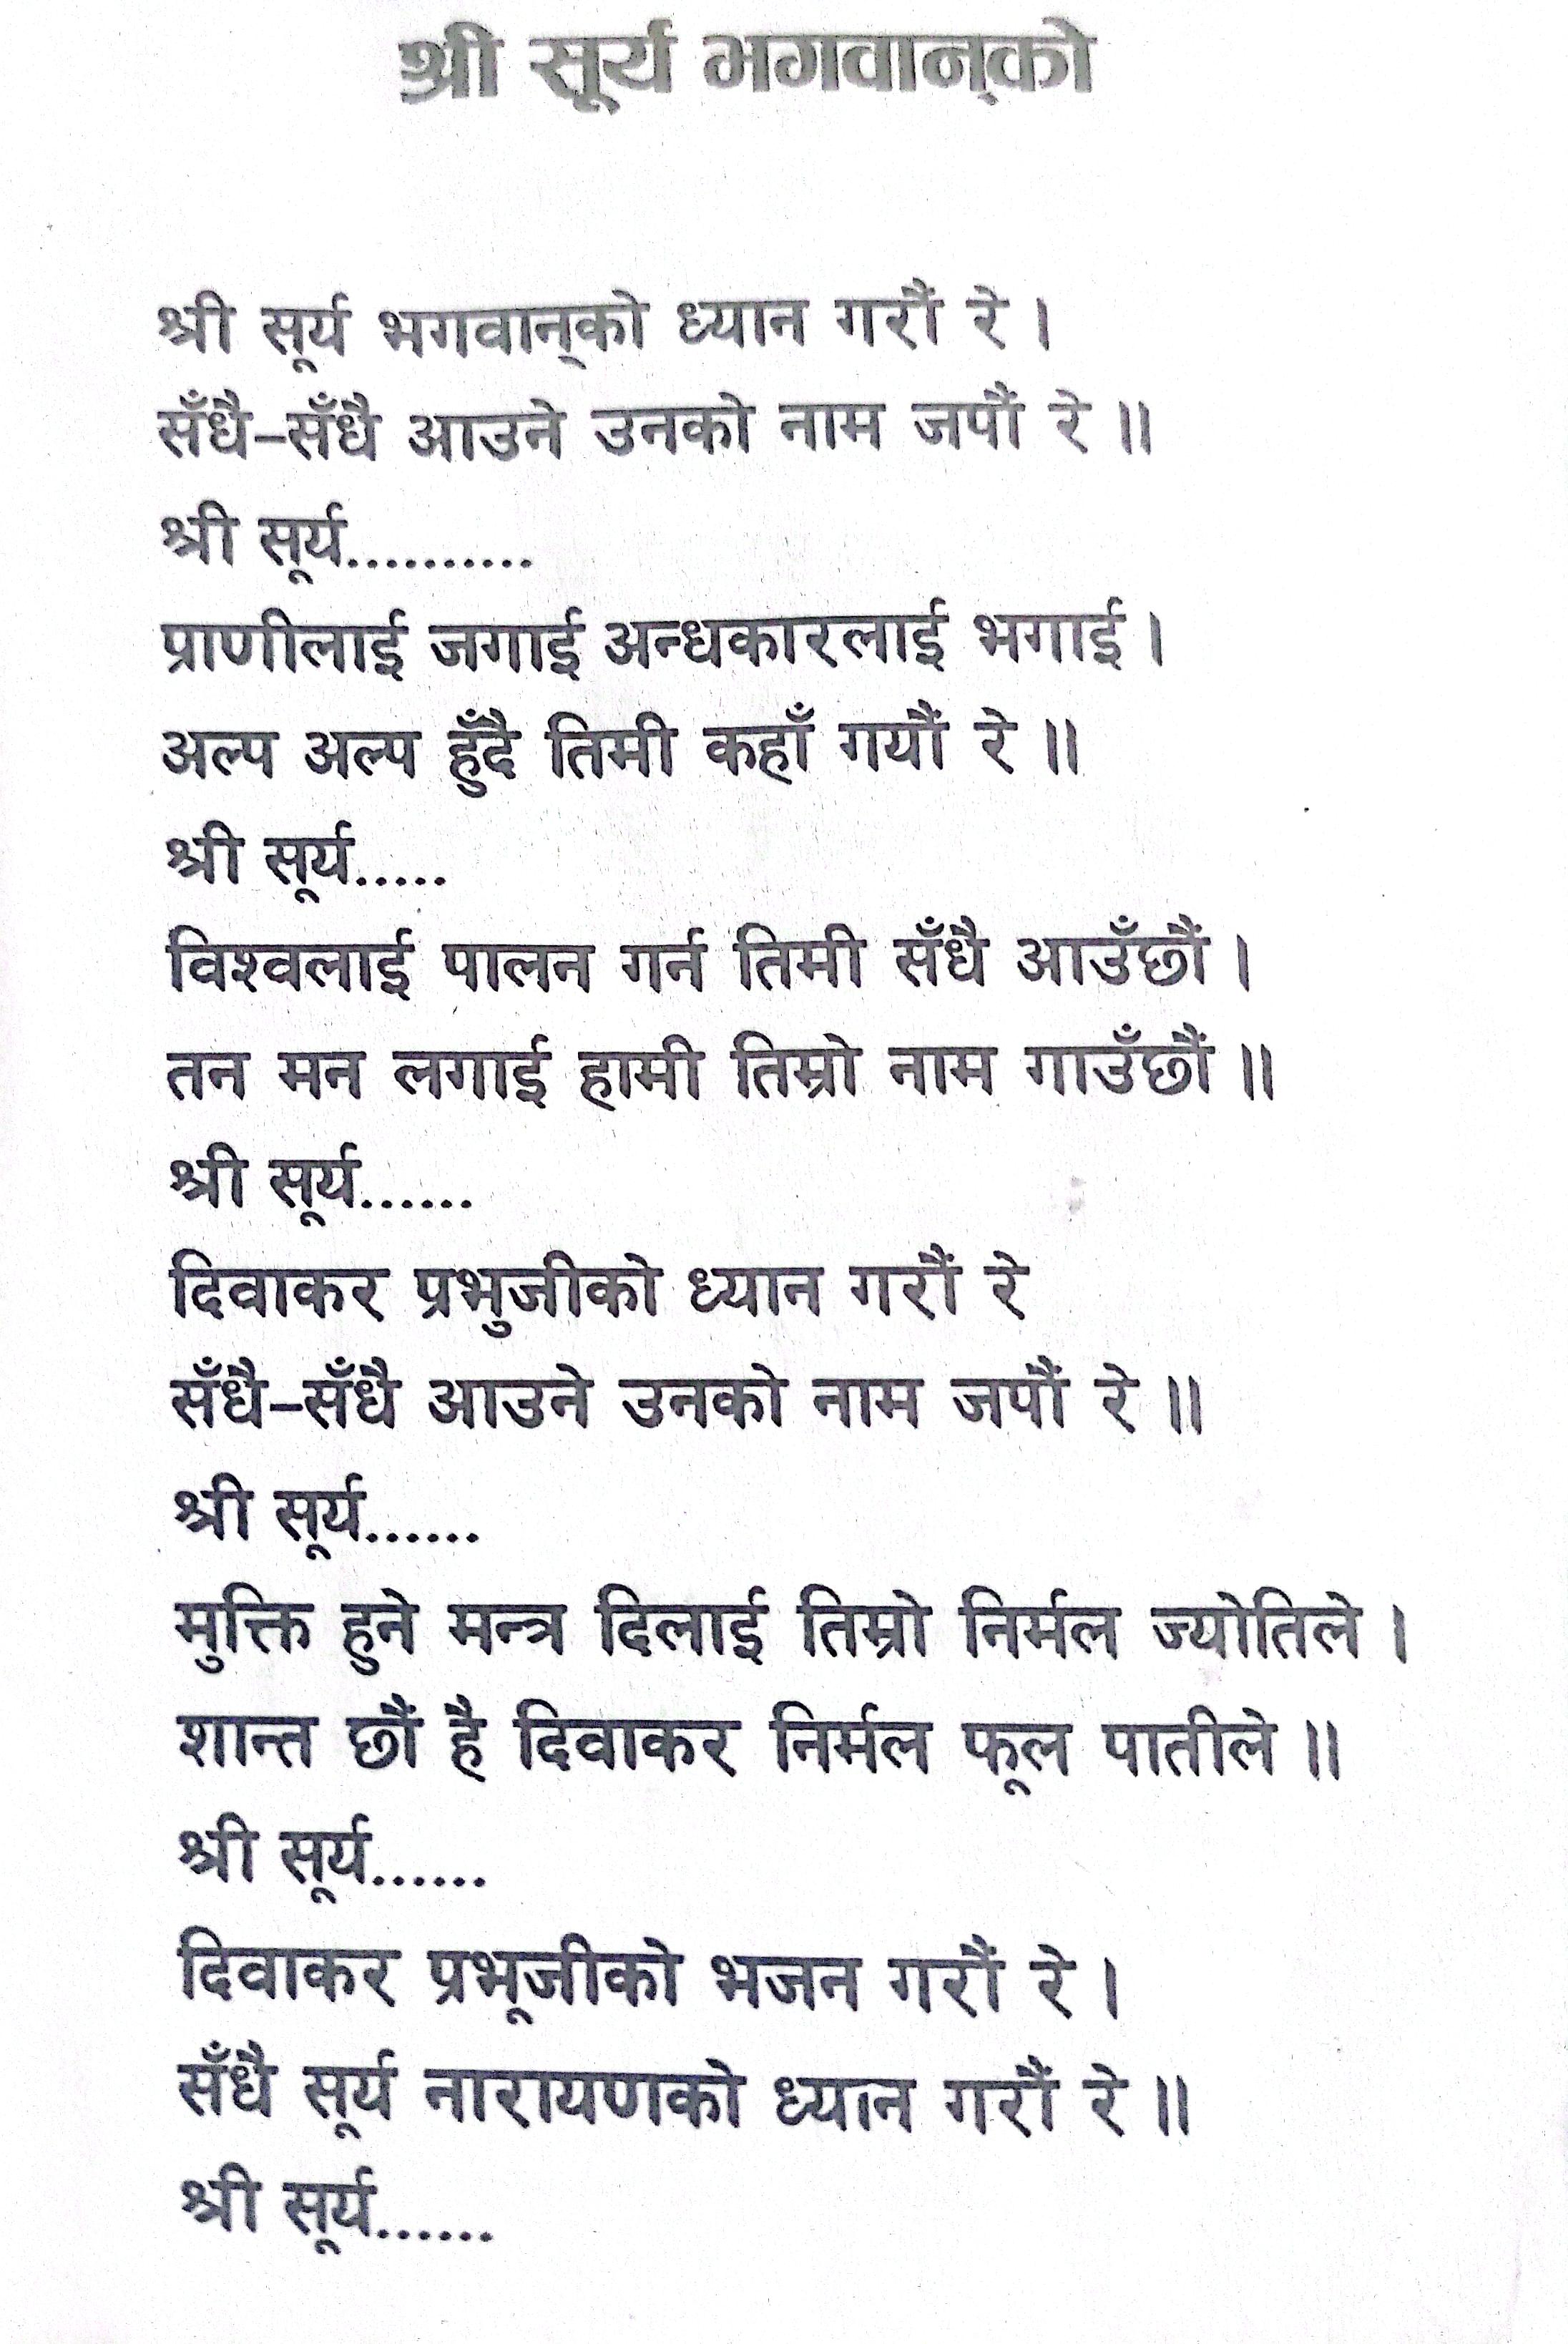 श्री सूर्य भगवान्को
श्री सूर्य भगवान्को ध्यान गरौं रे ।
सँधै–सँधै आउने उनको नाम जपौं रे ॥
श्री सूर्य..........
प्राणीलाई जगाई अन्धकारलाई भगाई ।
अल्प अल्प हुँदै तिमी कहाँ गयौं रे ॥
श्री सूर्य.....
विश्वलाई पालन गर्न तिमी सँधै आउँछौं ।
तन मन लगाई हामी तिम्रो नाम गाउँछौं ॥
श्री सूर्य......
दिवाकर प्रभुजीको ध्यान गरौं रे
सँधै–सँधै आउने उनको नाम जपौं रे ॥
श्री सूर्य......
मुक्ति हुने मन्त्र दिलाई तिम्रो निर्मल ज्योतिले ।
शान्त छौं है दिवाकर निर्मल फूल पातीले ॥
श्री सूर्य......
दिवाकर प्रभूजीको भजन गरौं रे ।
सँधै सूर्य नारायणको ध्यान गरौं रे ॥
श्री सूर्य......